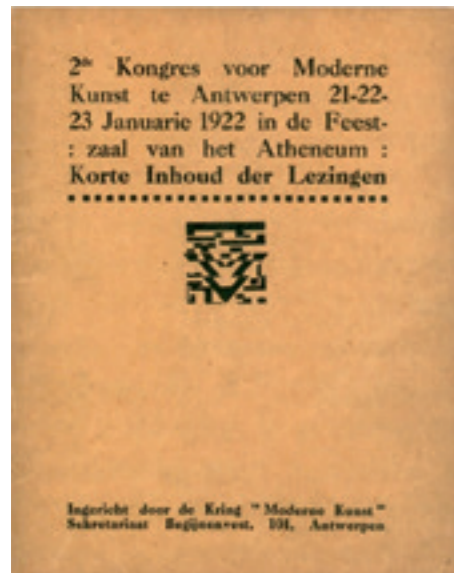 2de Kongres voor Moderne
Kunst te Antwerpen 21-22-
23 Januarie 1922 in de Feest-
: zaal van het Atheneum :
Korte Inhoud der Lezingen
Ingericht door de Kring "Moderne Kunst"
Sekretariaat Begijnenvest, 101, Antwerpen